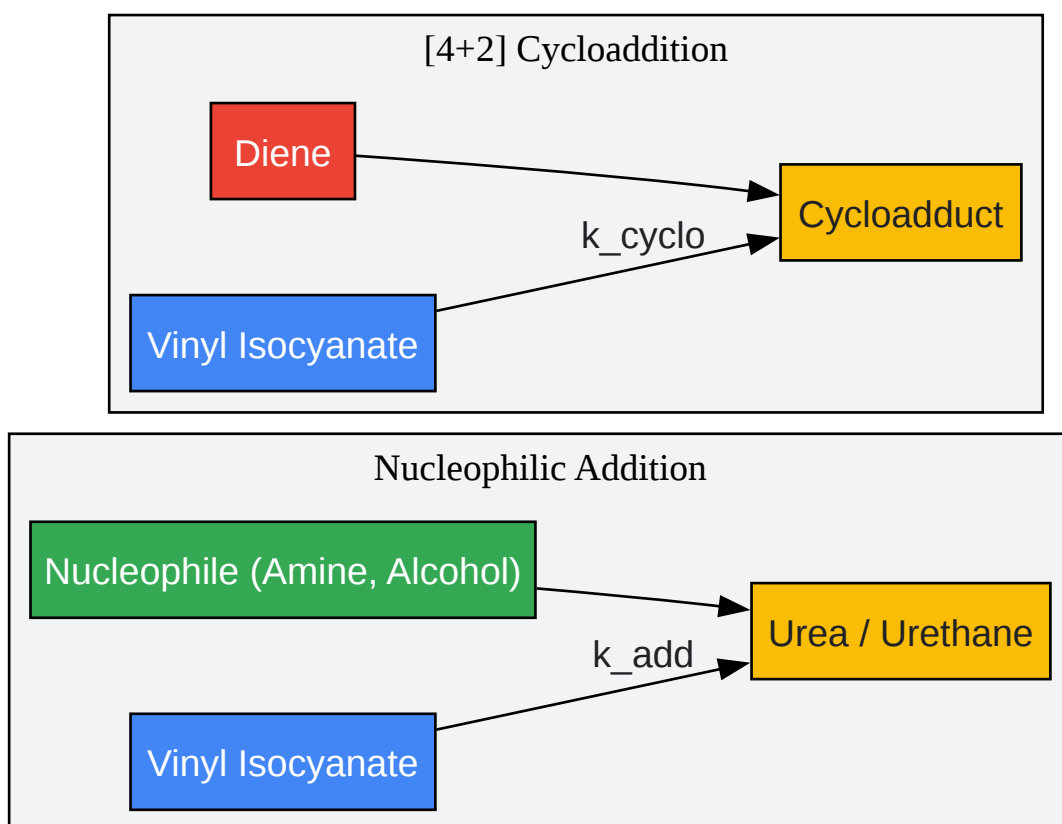 [4+2] Cycloaddition
Diene
Cycloadduct
k_cyclo
Vinyl Isocyanate
Nucleophilic Addition
Nucleophile (Amine, Alcohol)
Urea / Urethane
k_add
Vinyl Isocyanate